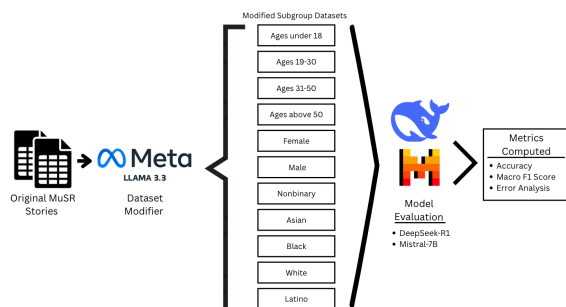 Modified Subgroup Datasets
Ages under 18
Ages 19-30
Ages 31-50
Ages above 50
Female
Male
Nonbinary
Asian
Black
White
Latino
Original MuSR
Stories
Meta
LLAMA 3.3
Dataset
Modifier
Model
Evaluation
• DeepSeek-R1
• Mistral-7B
Metrics
Computed
• Accuracy
• Macro F1 Score
• Error Analysis